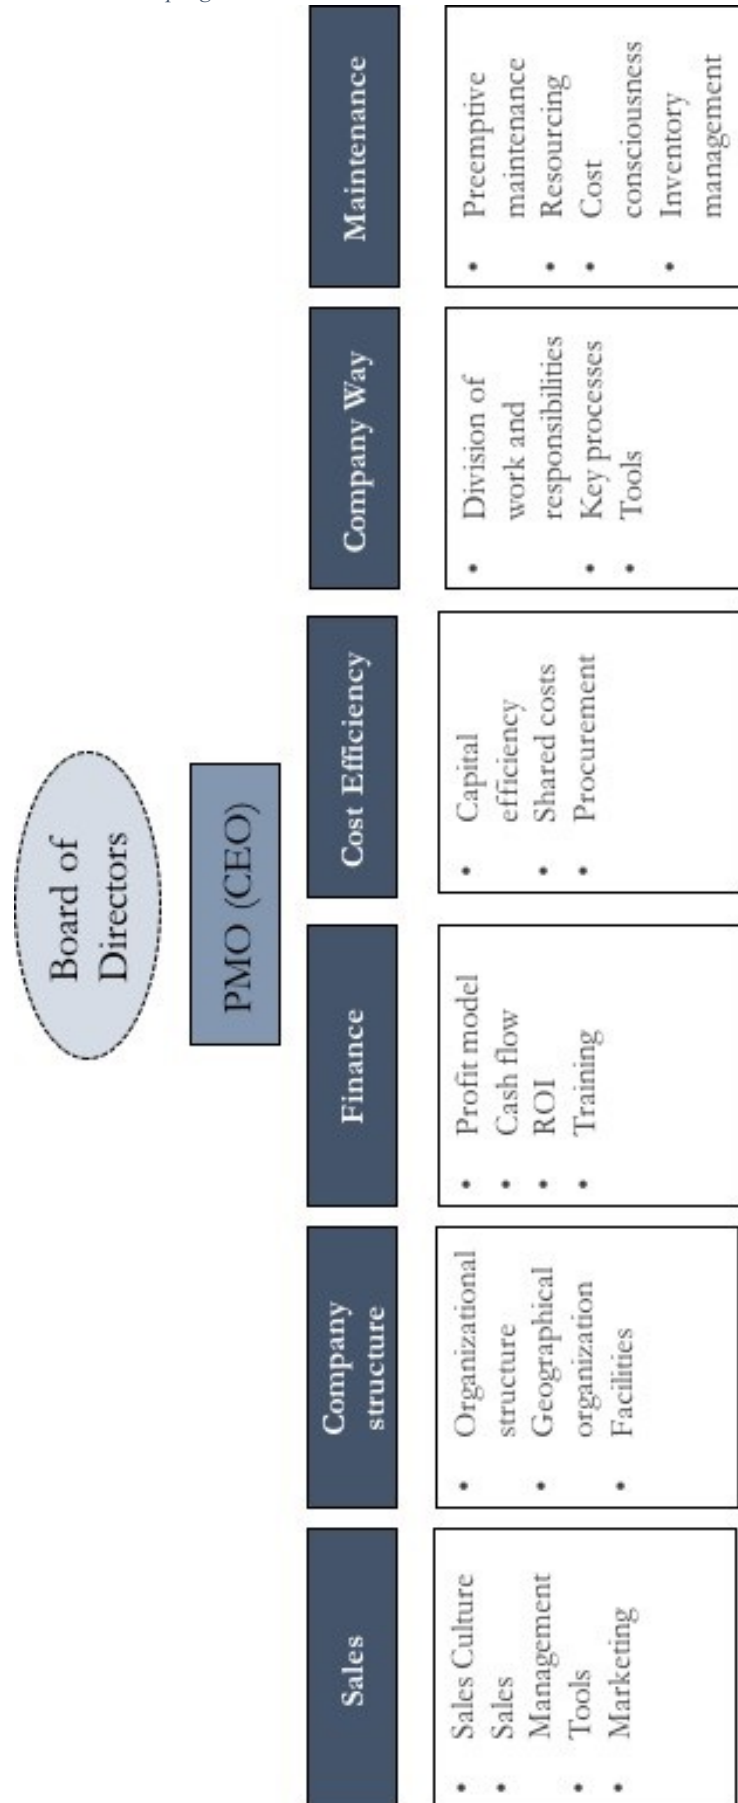 Board of
Directors
PMO (CEO)
Sales
• Sales Culture
• Sales
Management
• Tools
• Marketing
Company
structure
• Organizational
structure
• Geographical
organization
• Facilities
Finance
• Profit model
• Cash flow
• ROI
• Training
Cost Efficiency
• Capital
efficiency
• Shared costs
• Procurement
Company Way
• Division of
work and
responsibilities
• Key processes
• Tools
Maintenance
• Preemptive
maintenance
• Resourcing
• Cost
consciousness
• Inventory
management